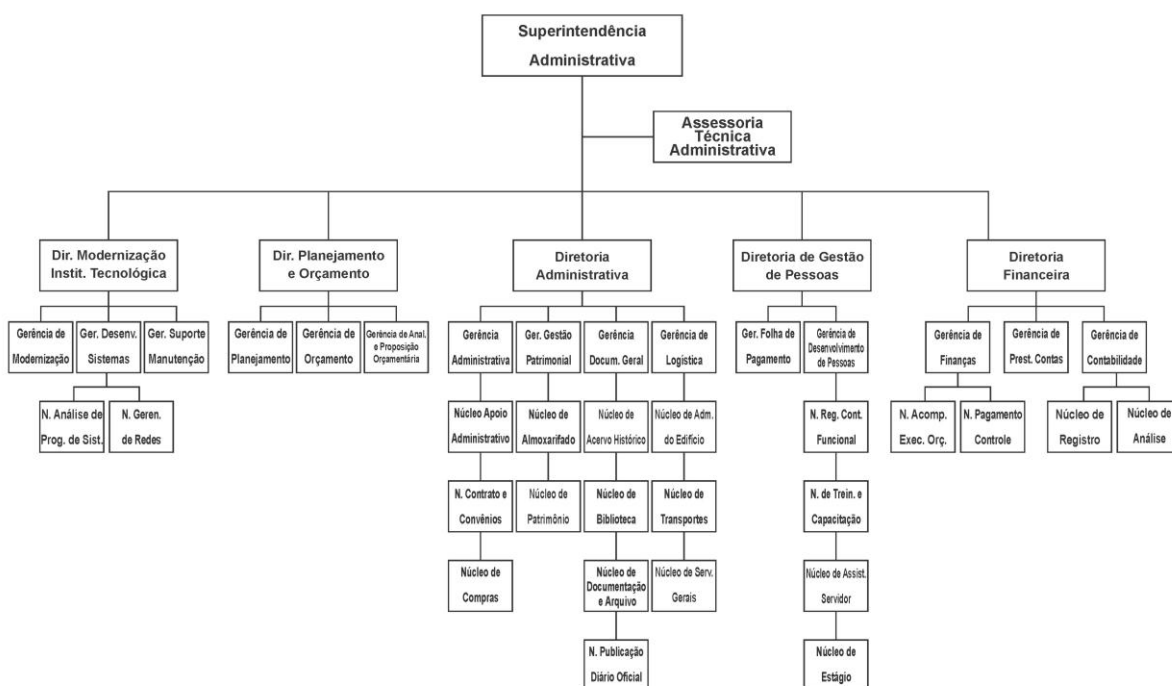 Superintendência
Administrativa
Assessoria
Técnica
Administrativa
Dir. Modernização
Instit. Tecnológica
Dir. Planejamento
e Orçamento
Diretoria
Administrativa
Diretoria de Gestão
de Pessoas
Diretoria
Financeira
Gerência de
Modernização
Ger. Desenv.
Sistemas
Ger. Suporte
Manutenção
Gerência de
Planejamento
Gerência de
Orçamento
Gerência de Anal.
e Proposição
Orçamentária
Gerência
Administrativa
Ger. Gestão
Patrimonial
Gerência
Docum. Geral
Gerência de
Logística
Ger. Folha de
Pagamento
Gerência de
Desenvolvimento
de Pessoas
Gerência de
Finanças
Gerência de
Prest. Contas
Gerência de
Contabilidade
N. Análise de
Prog. de Sist.
N. Geren.
de Redes
Núcleo Apoio
Administrativo
Núcleo de
Almoxarifado
Núcleo de
Acervo Histórico
Núcleo de Adm.
do Edifício
N. Reg. Cont.
Funcional
N. Acomp.
Exec. Orç.
N. Pagamento
Controle
Núcleo de
Registro
Núcleo de
Análise
N. Contrato e
Convênios
Núcleo de
Patrimônio
Núcleo de
Biblioteca
Núcleo de
Transportes
N. de Trein. e
Capacitação
Núcleo de
Compras
Núcleo de
Documentação
e Arquivo
Núcleo de Serv.
Gerais
Núcleo de Assist.
Servidor
N. Publicação
Diário Oficial
Núcleo de
Estágio